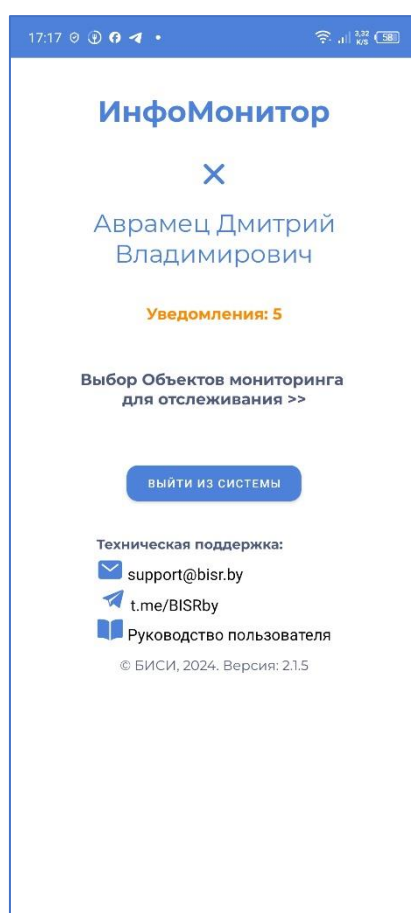 17:17
3,32
K/S
58
ИнфоМонитор
Аврамец Дмитрий
Владимирович
Уведомления: 5
Выбор Объектов мониторинга
для отслеживания >>
ВЫЙТИ ИЗ СИСТЕМЫ
Техническая поддержка:
support@bisr.by
t.me/BISRby
Руководство пользователя
© БИСИ, 2024. Версия: 2.1.5